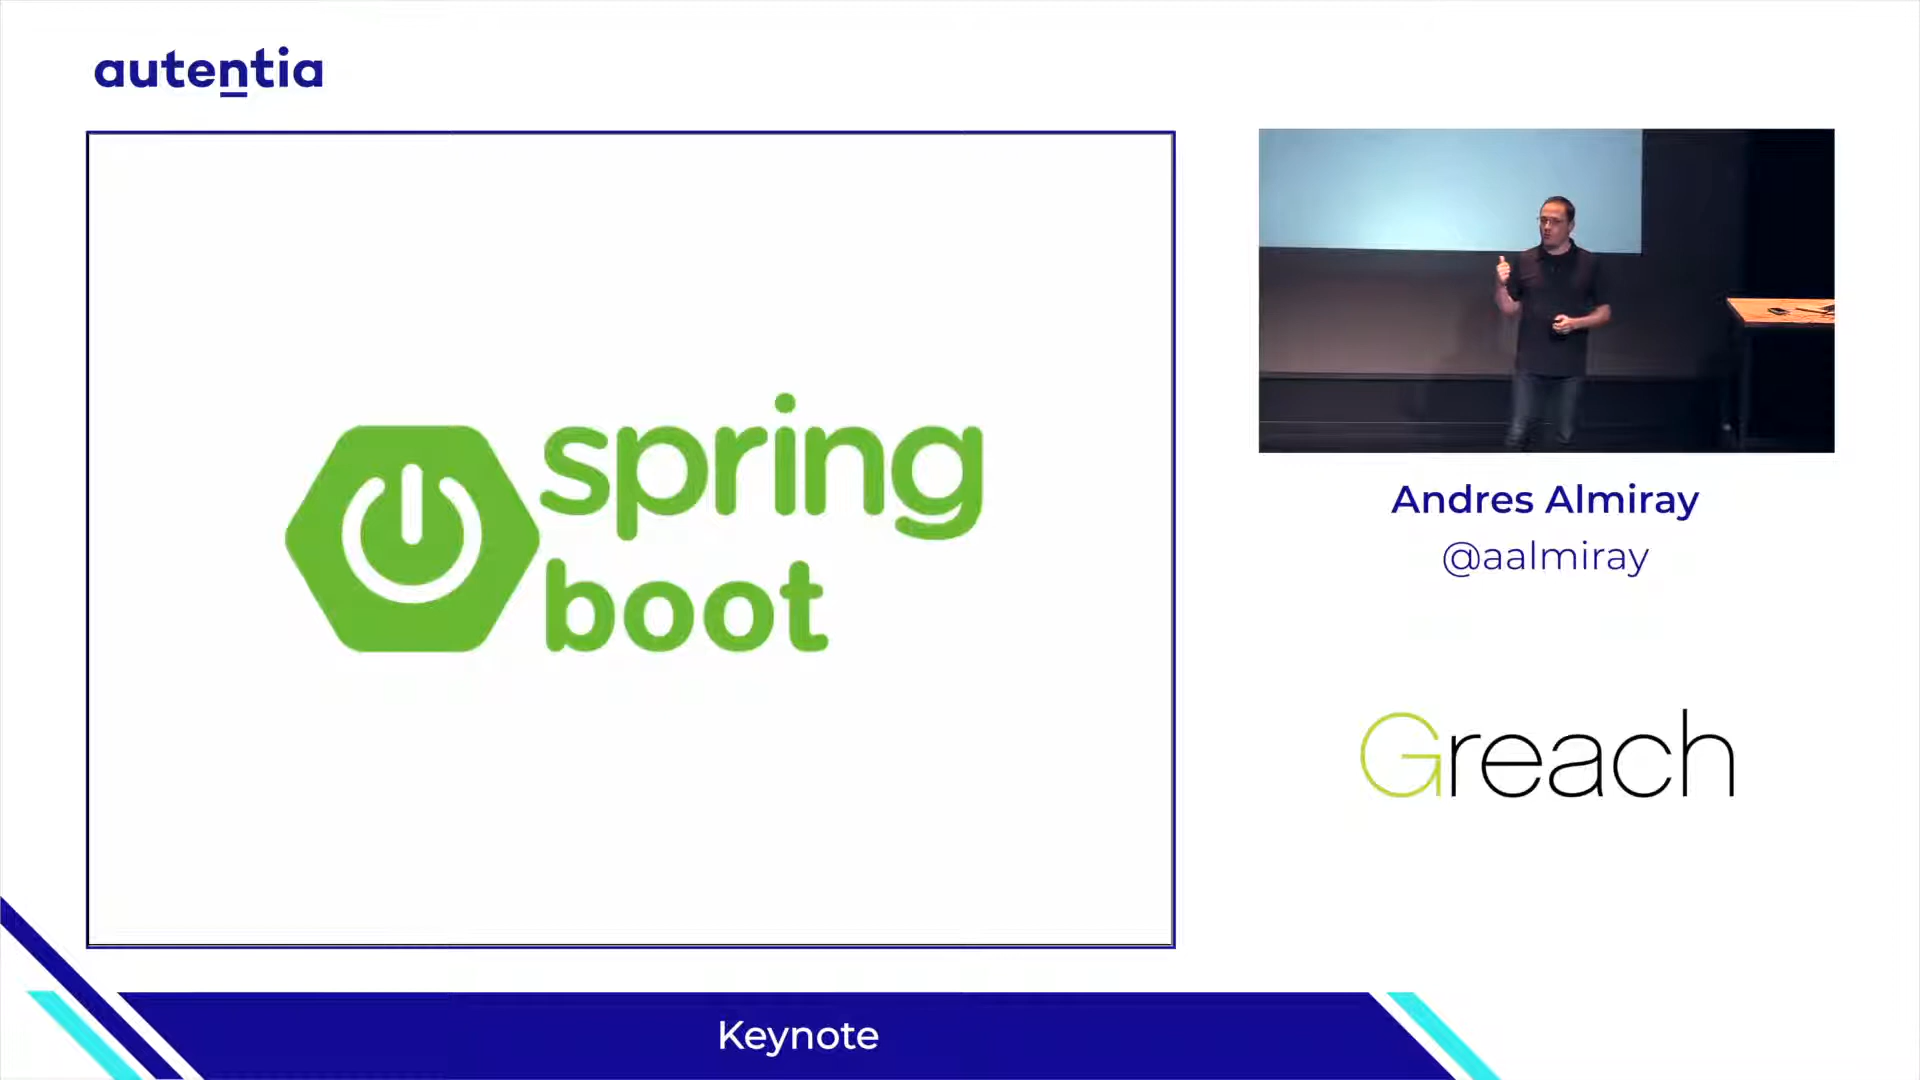 autentia
spring
boot
Andres Almiray
@aalmiray
Greach
Keynote